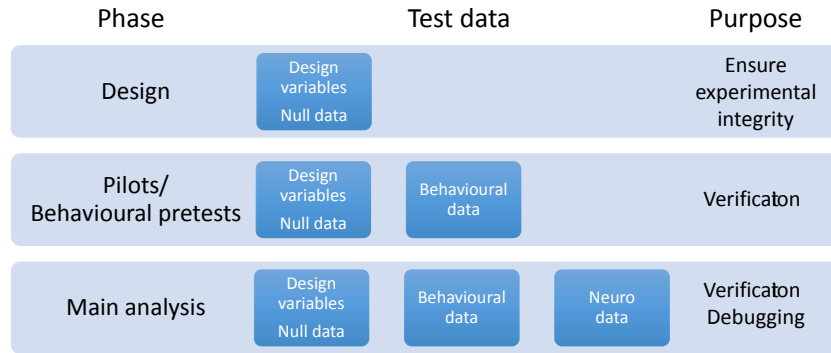 Phase Test data Purpose
Design
Design
variables
Null data
Ensure
experimental
integrity
Pilots/
Behavioural pretests
Design
variables
Null data
Behavioural
data
Verificaton
Main analysis
Design
variables
Null data
Behavioural
data
Neuro
data
Verificaton
Debugging